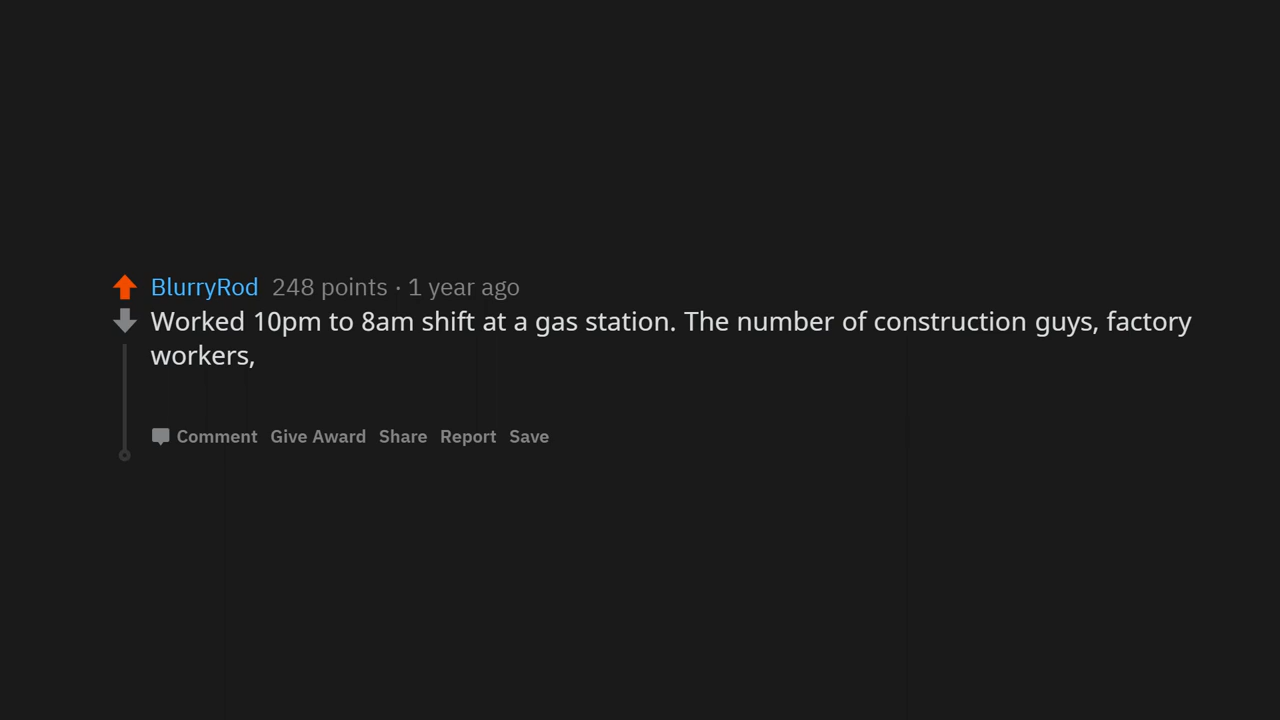 BlurryRod 248 points · 1 year ago
Worked 10pm to 8am shift at a gas station. The number of construction guys, factory
workers,
Comment Give Award Share Report Save